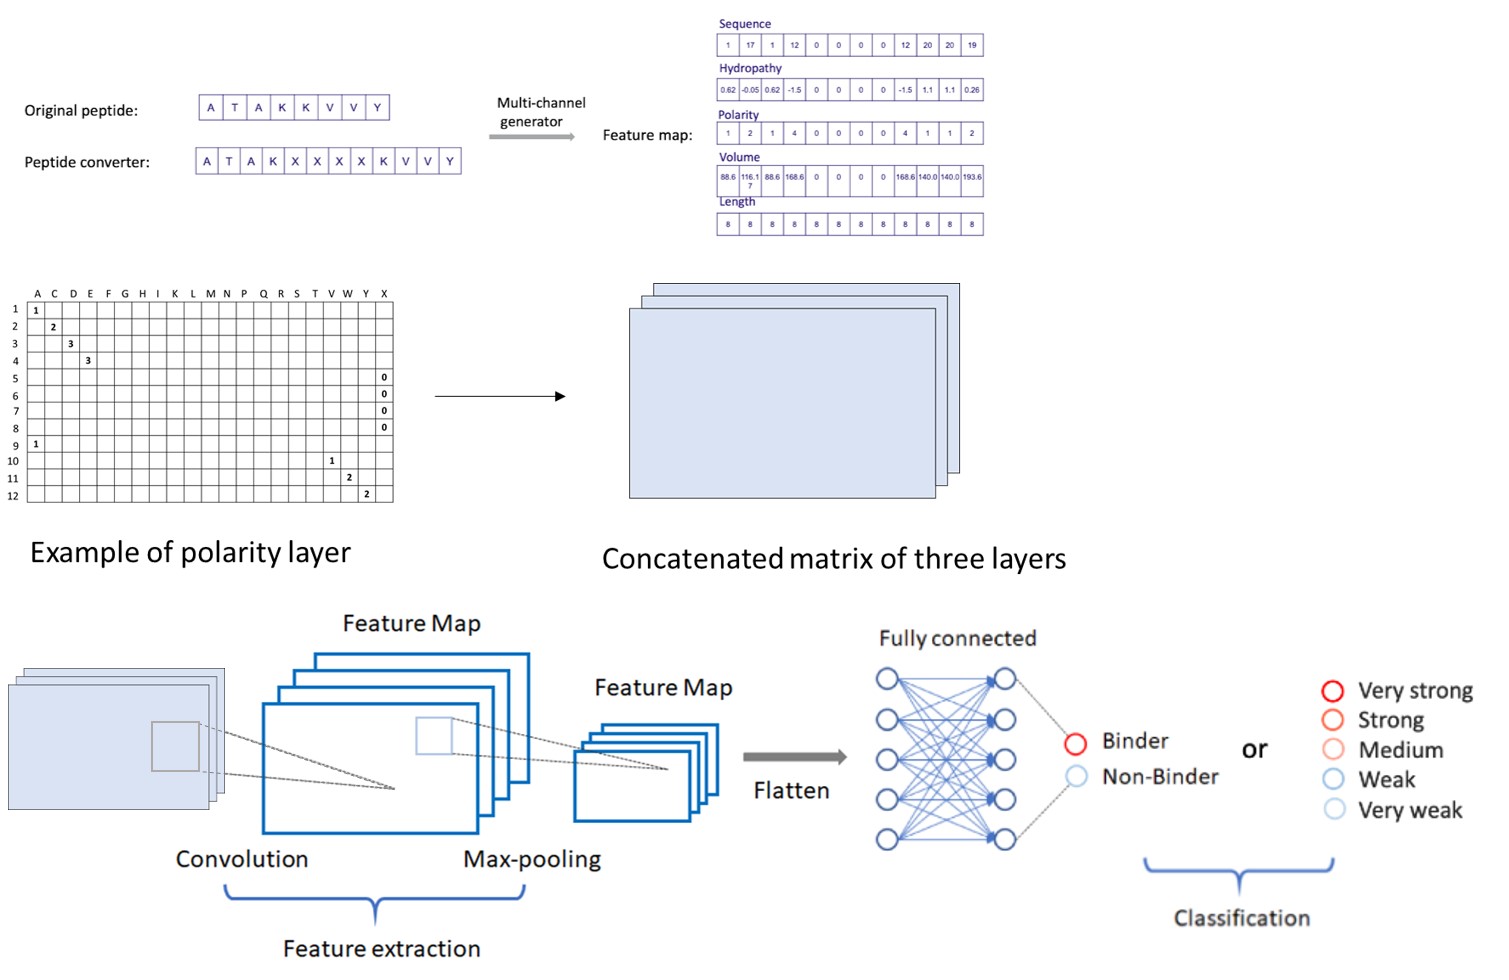 Sequence
1 17 1 12 0 0 0 0 12 20 20 19
Hydropathy
0.62 -0.05 0.62 -1.5 0 0 0 0 -1.5 1.1 1.1 0.26
Original peptide: A T A K K V V Y
Multi-channel
generator
Polarity
Feature map: 1 2 1 4 0 0 0 0 4 1 1 2
Peptide converter: A T A K X X X X K V V Y
Volume
88.6 116.1 88.6 168.6 0 0 0 0 168.6 140.0 140.0 193.6
7
Length
8 8 8 8 8 8 8 8 8 8 8 8
A C D E F G H I K L M N P Q R S T V W Y X
1 1
2 2
3 3
4 3
5 0
6 0
7 0
8 0
9 1
10 1
11 2
12 2
Example of polarity layer
Concatenated matrix of three layers
Feature Map
Fully connected
Feature Map
Very strong
Strong
Binder or Medium
Non-Binder Weak
Flatten
Very weak
Convolution
Max-pooling
Classification
Feature extraction